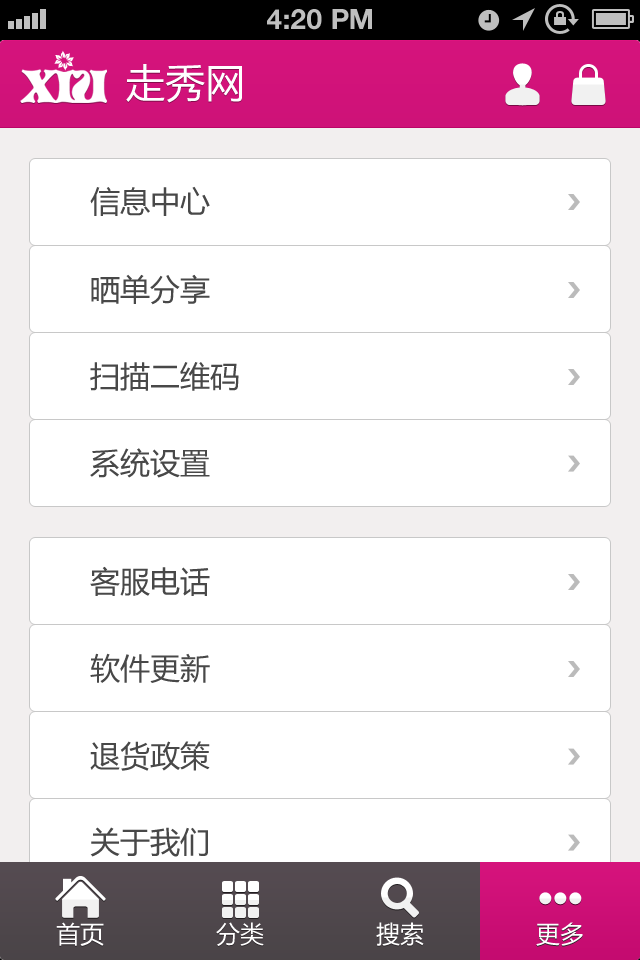 4:20 PM
XIU 走秀网
信息中心
晒单分享
扫描二维码
系统设置
客服电话
软件更新
退货政策
关于我们
首页 分类 搜索 更多